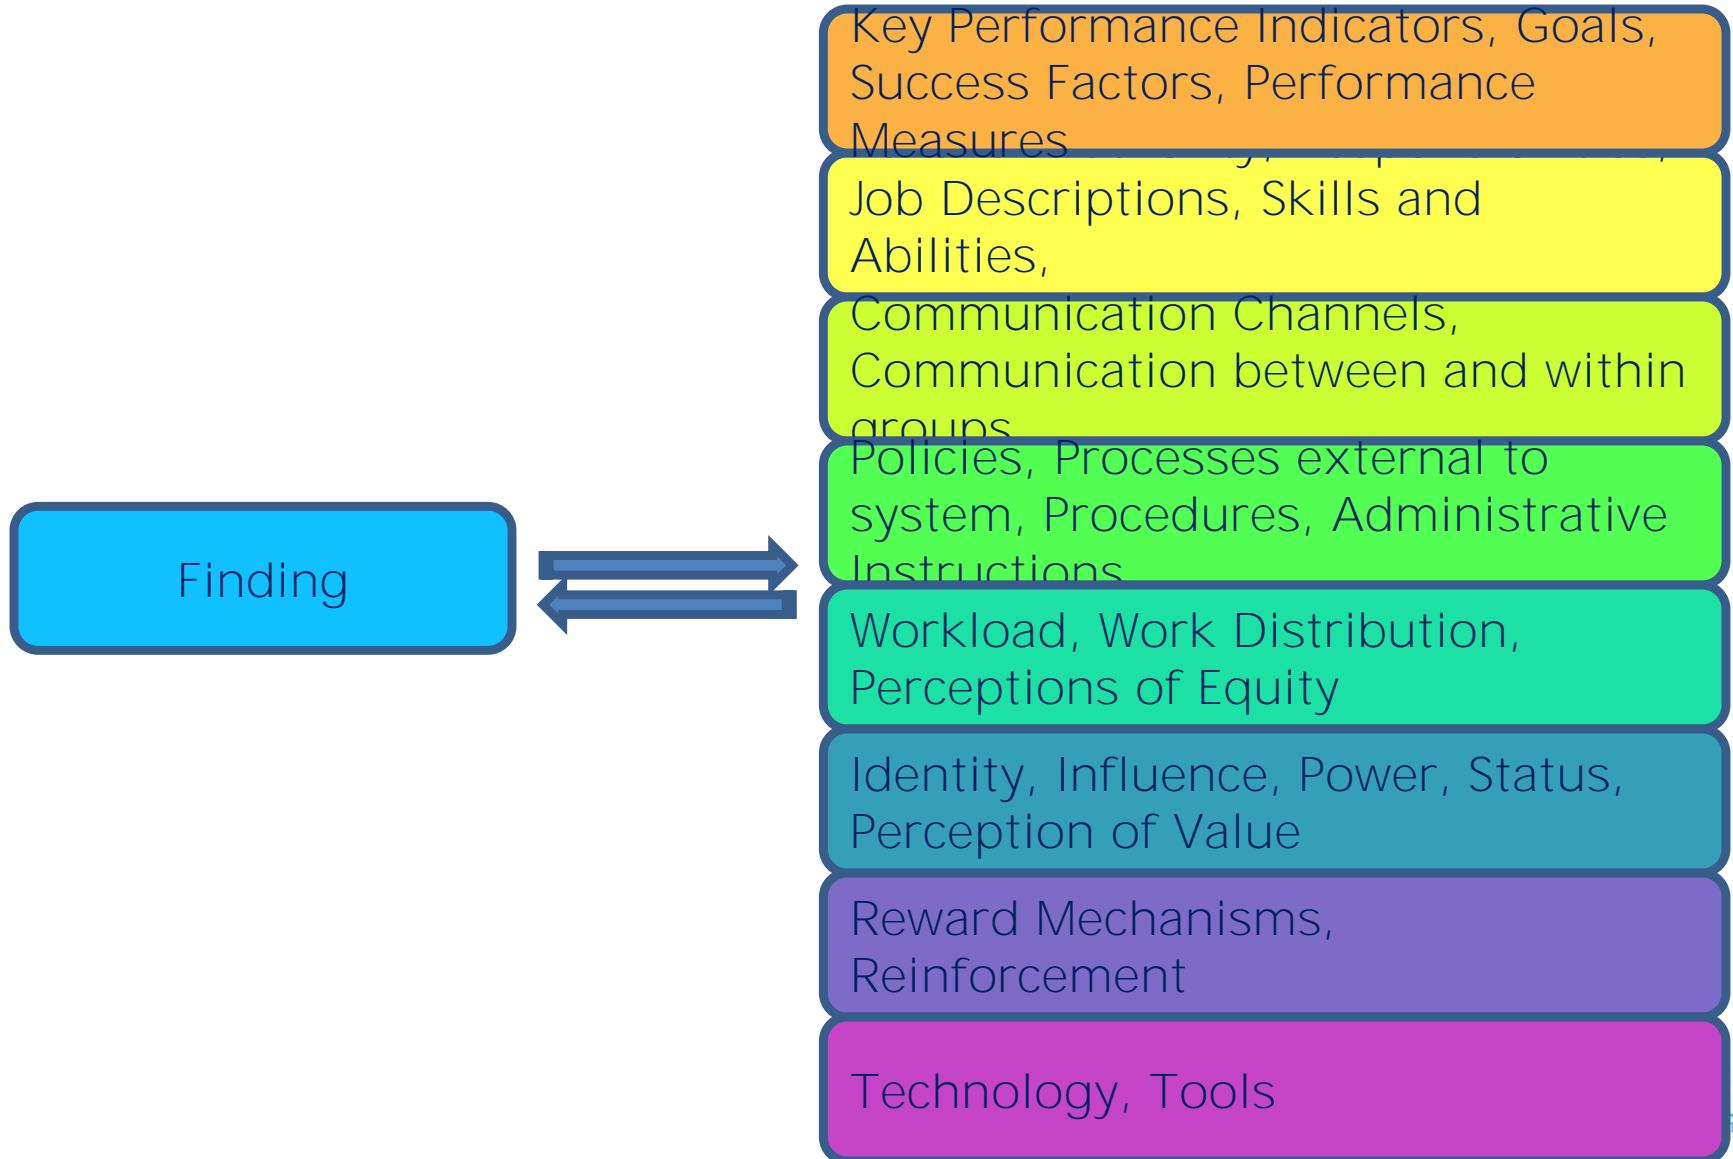 Key Performance Indicators, Goals,
Success Factors, Performance
Measures
Job Descriptions, Skills and
Abilities,
Communication Channels,
Communication between and within
groups
Policies, Processes external to
system, Procedures, Administrative
Instructions
Finding
Workload, Work Distribution,
Perceptions of Equity
Identity, Influence, Power, Status,
Perception of Value
Reward Mechanisms,
Reinforcement
Technology, Tools